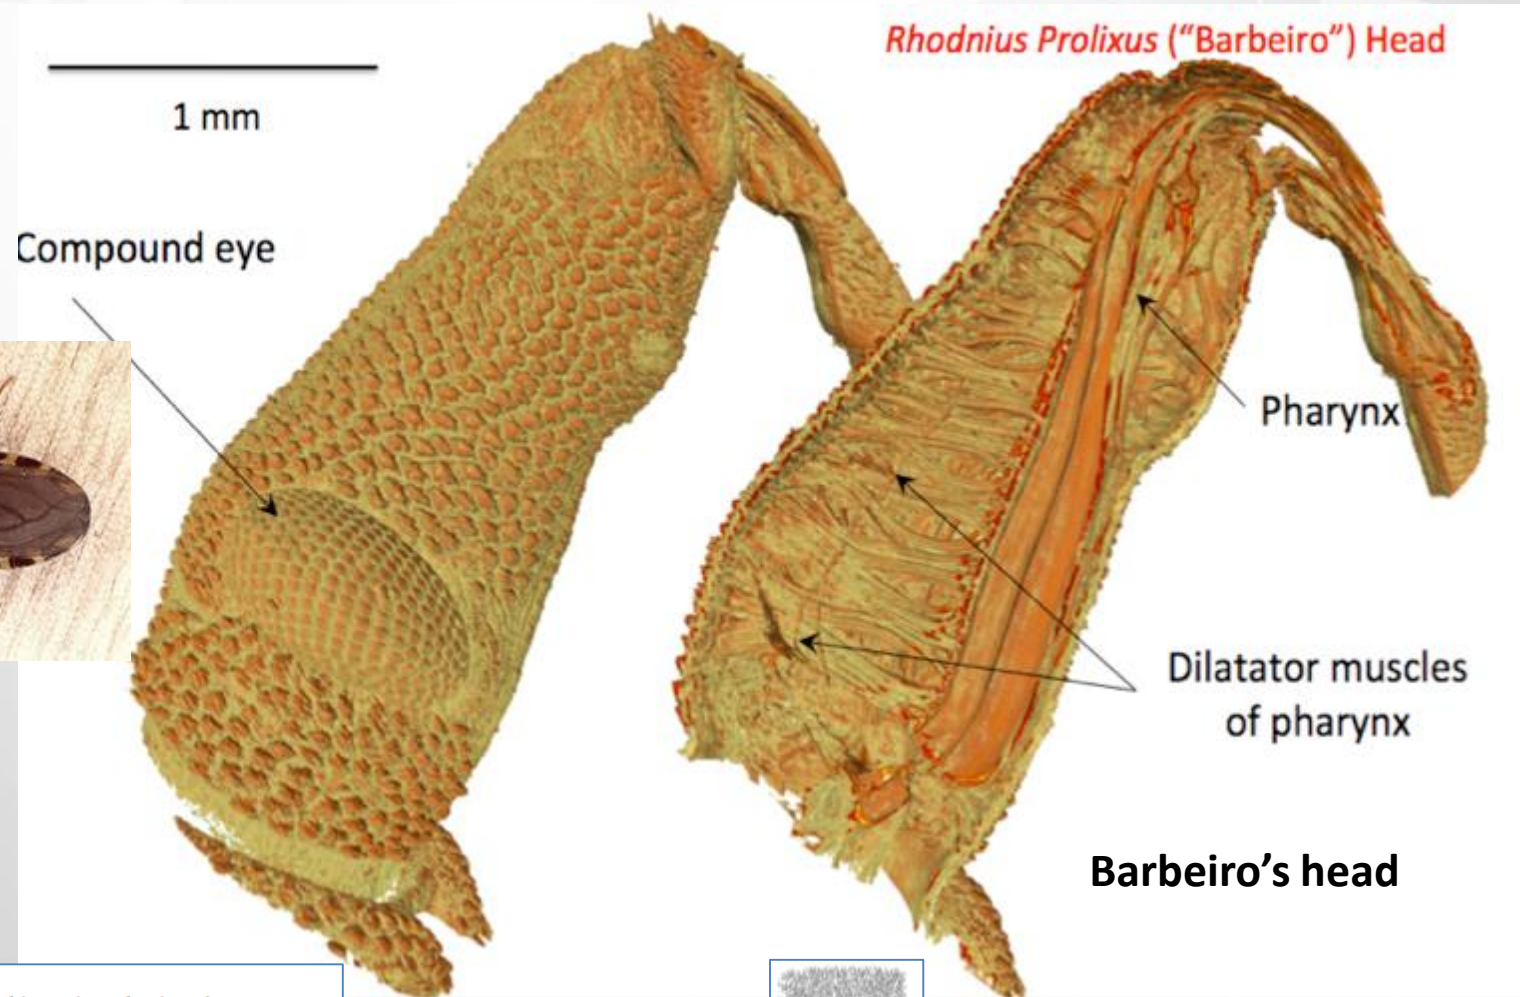 Rhodnius Prolixus (“Barbeiro”) Head
1 mm
Compound eye
Pharynx
Dilatator muscles
of pharynx
Barbeiro’s head